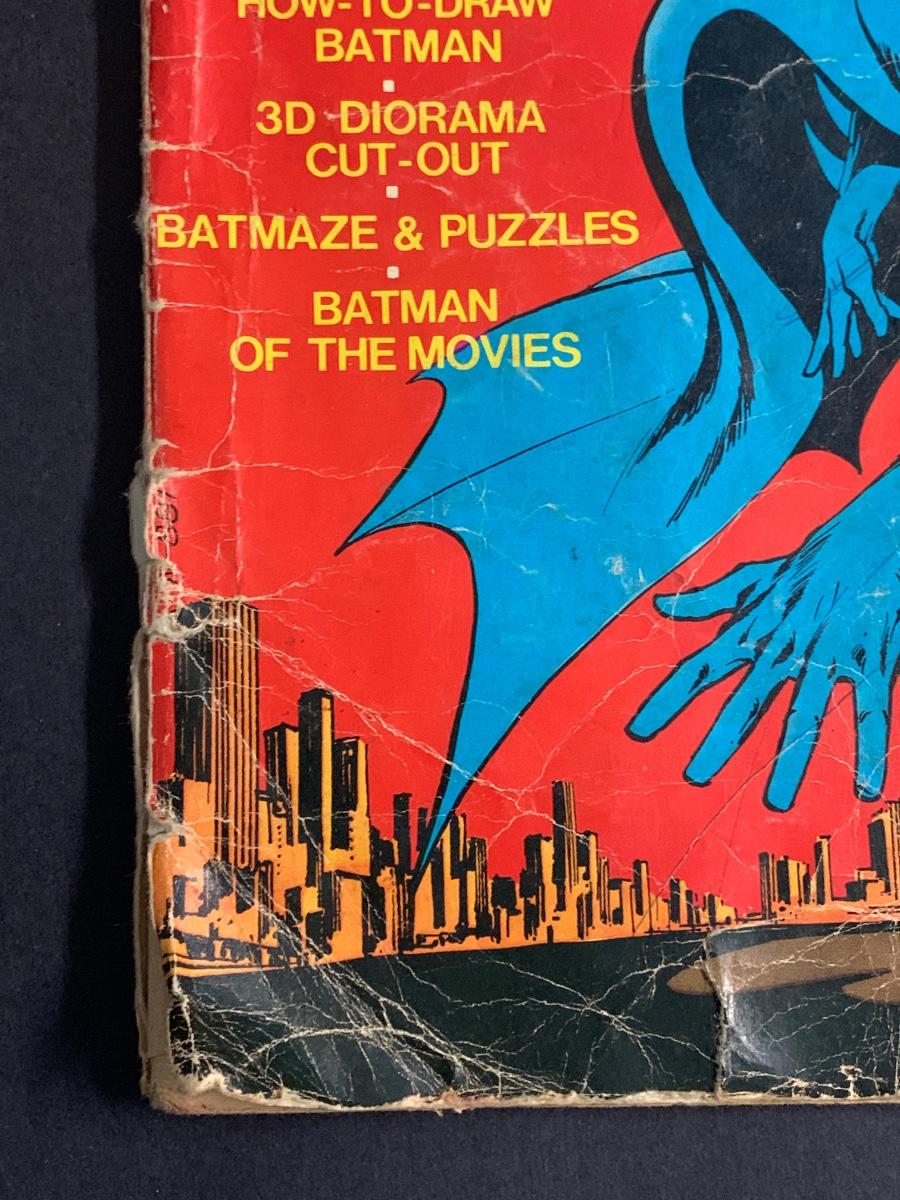 HOW-TO-DRAW
BATMAN
3D DIORAMA
CUT-OUT
BATMAZE & PUZZLES
BATMAN
OF THE MOVIES